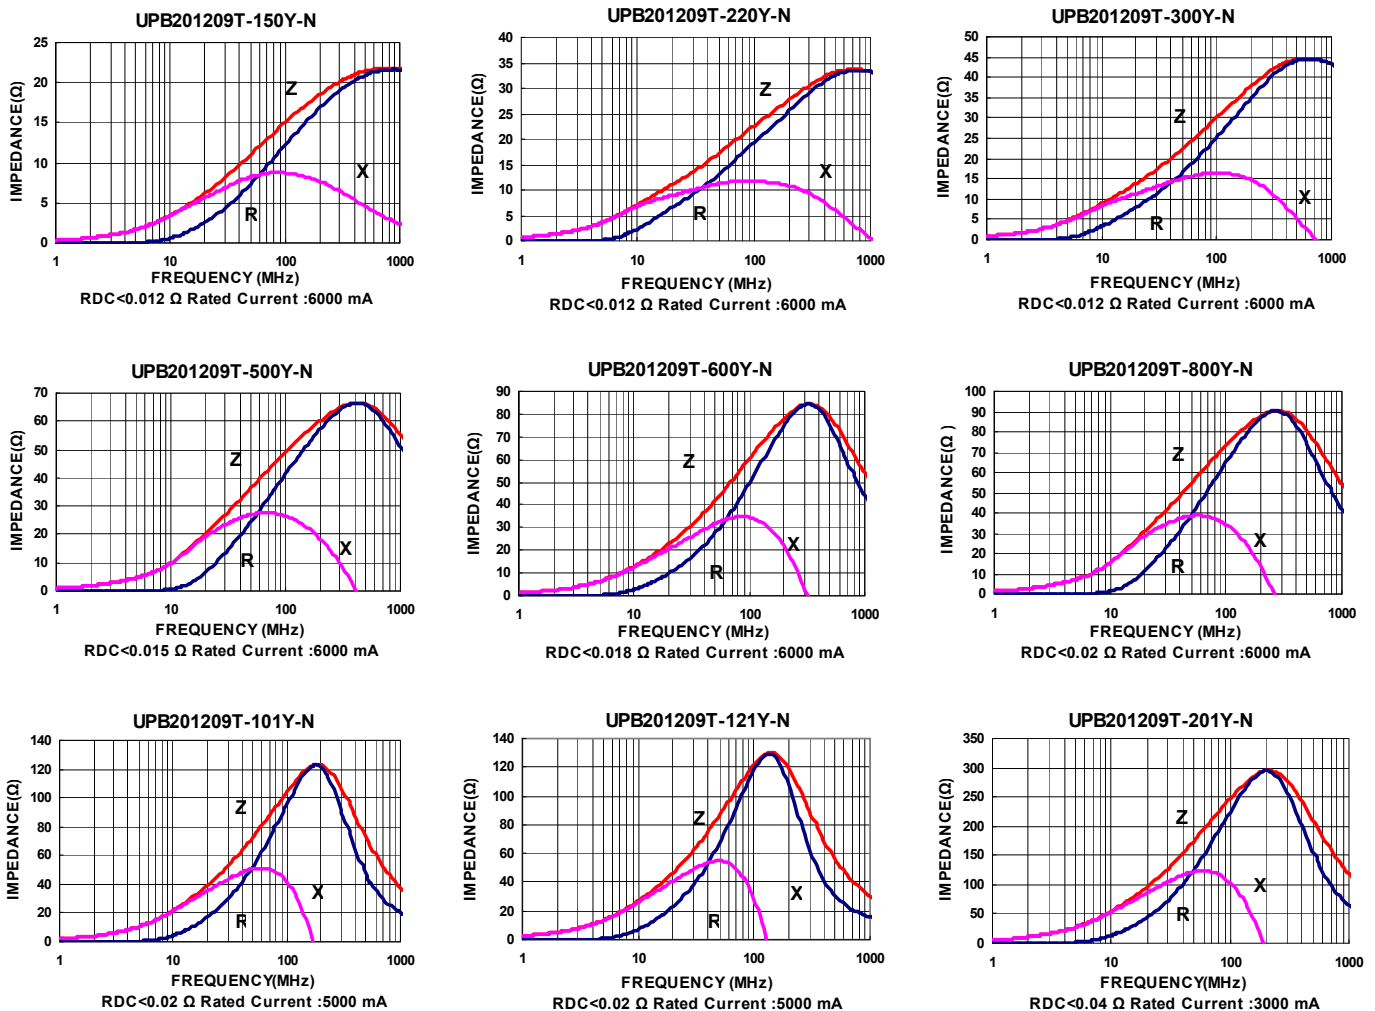 UPB201209T-150Y-N
IMPEDANCE(Ω)
25
20
15
10
5
0
Z
X
R
1 10 100 1000
FREQUENCY (MHz)
RDC<0.012 Ω Rated Current :6000 mA
UPB201209T-220Y-N
IMPEDANCE(Ω)
40
35
30
25
20
15
10
5
0
Z
X
R
1 10 100 1000
FREQUENCY (MHz)
RDC<0.012 Ω Rated Current :6000 mA
UPB201209T-300Y-N
IMPEDANCE(Ω)
50
45
40
35
30
25
20
15
10
5
0
Z
X
R
1 10 100 1000
FREQUENCY (MHz)
RDC<0.012 Ω Rated Current :6000 mA
UPB201209T-500Y-N
IMPEDANCE(Ω)
70
60
50
40
30
20
10
0
Z
X
R
1 10 100 1000
FREQUENCY (MHz)
RDC<0.015 Ω Rated Current :6000 mA
UPB201209T-600Y-N
IMPEDANCE(Ω)
90
80
70
60
50
40
30
20
10
0
Z
X
R
1 10 100 1000
FREQUENCY (MHz)
RDC<0.018 Ω Rated Current :6000 mA
UPB201209T-800Y-N
IMPEDANCE(Ω )
100
90
80
70
60
50
40
30
20
10
0
Z
X
R
1 10 100 1000
FREQUENCY (MHz)
RDC<0.02 Ω Rated Current :6000 mA
UPB201209T-101Y-N
IMPEDANCE(Ω)
140
120
100
80
60
40
20
0
Z
X
R
1 10 100 1000
FREQUENCY(MHz)
RDC<0.02 Ω Rated Current :5000 mA
UPB201209T-121Y-N
IMPEDANCE(Ω)
140
120
100
80
60
40
20
0
Z
X
R
1 10 100 1000
FREQUENCY (MHz)
RDC<0.02 Ω Rated Current :5000 mA
UPB201209T-201Y-N
IMPEDANCE(Ω)
350
300
250
200
150
100
50
0
Z
X
R
1 10 100 1000
FREQUENCY(MHz)
RDC<0.04 Ω Rated Current :3000 mA